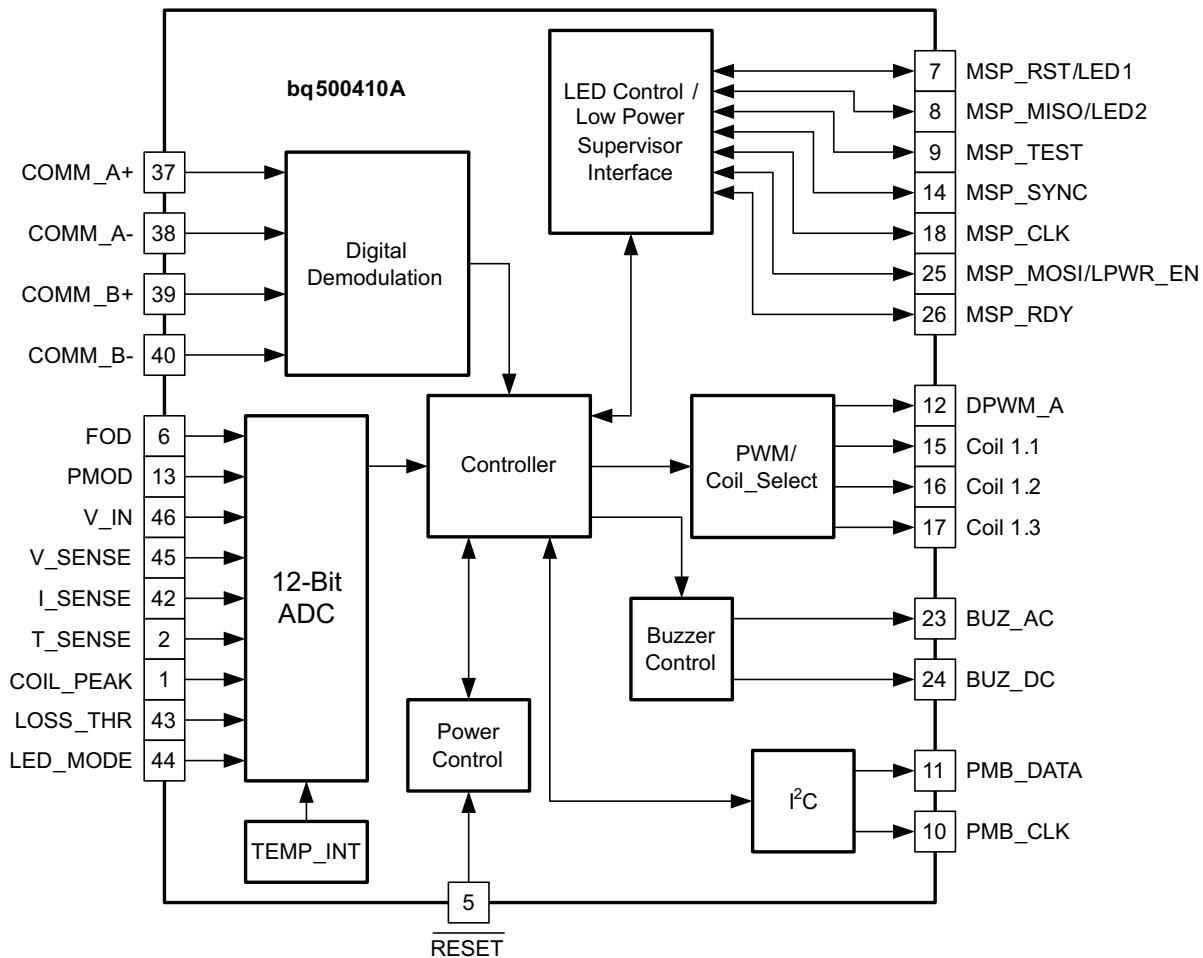 bq500410A
COMM_A+ 37
COMM_A- 38
COMM_B+ 39
COMM_B- 40
Digital
Demodulation
LED Control /
Low Power
Supervisor
Interface
7 MSP_RST/LED1
8 MSP_MISO/LED2
9 MSP_TEST
14 MSP_SYNC
18 MSP_CLK
25 MSP_MOSI/LPWR_EN
26 MSP_RDY
FOD 6
PMOD 13
V_IN 46
V_SENSE 45
I_SENSE 42
T_SENSE 2
COIL_PEAK 1
LOSS_THR 43
LED_MODE 44
12-Bit
ADC
TEMP_INT
Controller
PWM/
Coil_Select
12 DPWM_A
15 Coil 1.1
16 Coil 1.2
17 Coil 1.3
Buzzer
Control
23 BUZ_AC
24 BUZ_DC
Power
Control
I²C
11 PMB_DATA
10 PMB_CLK
5
RESET